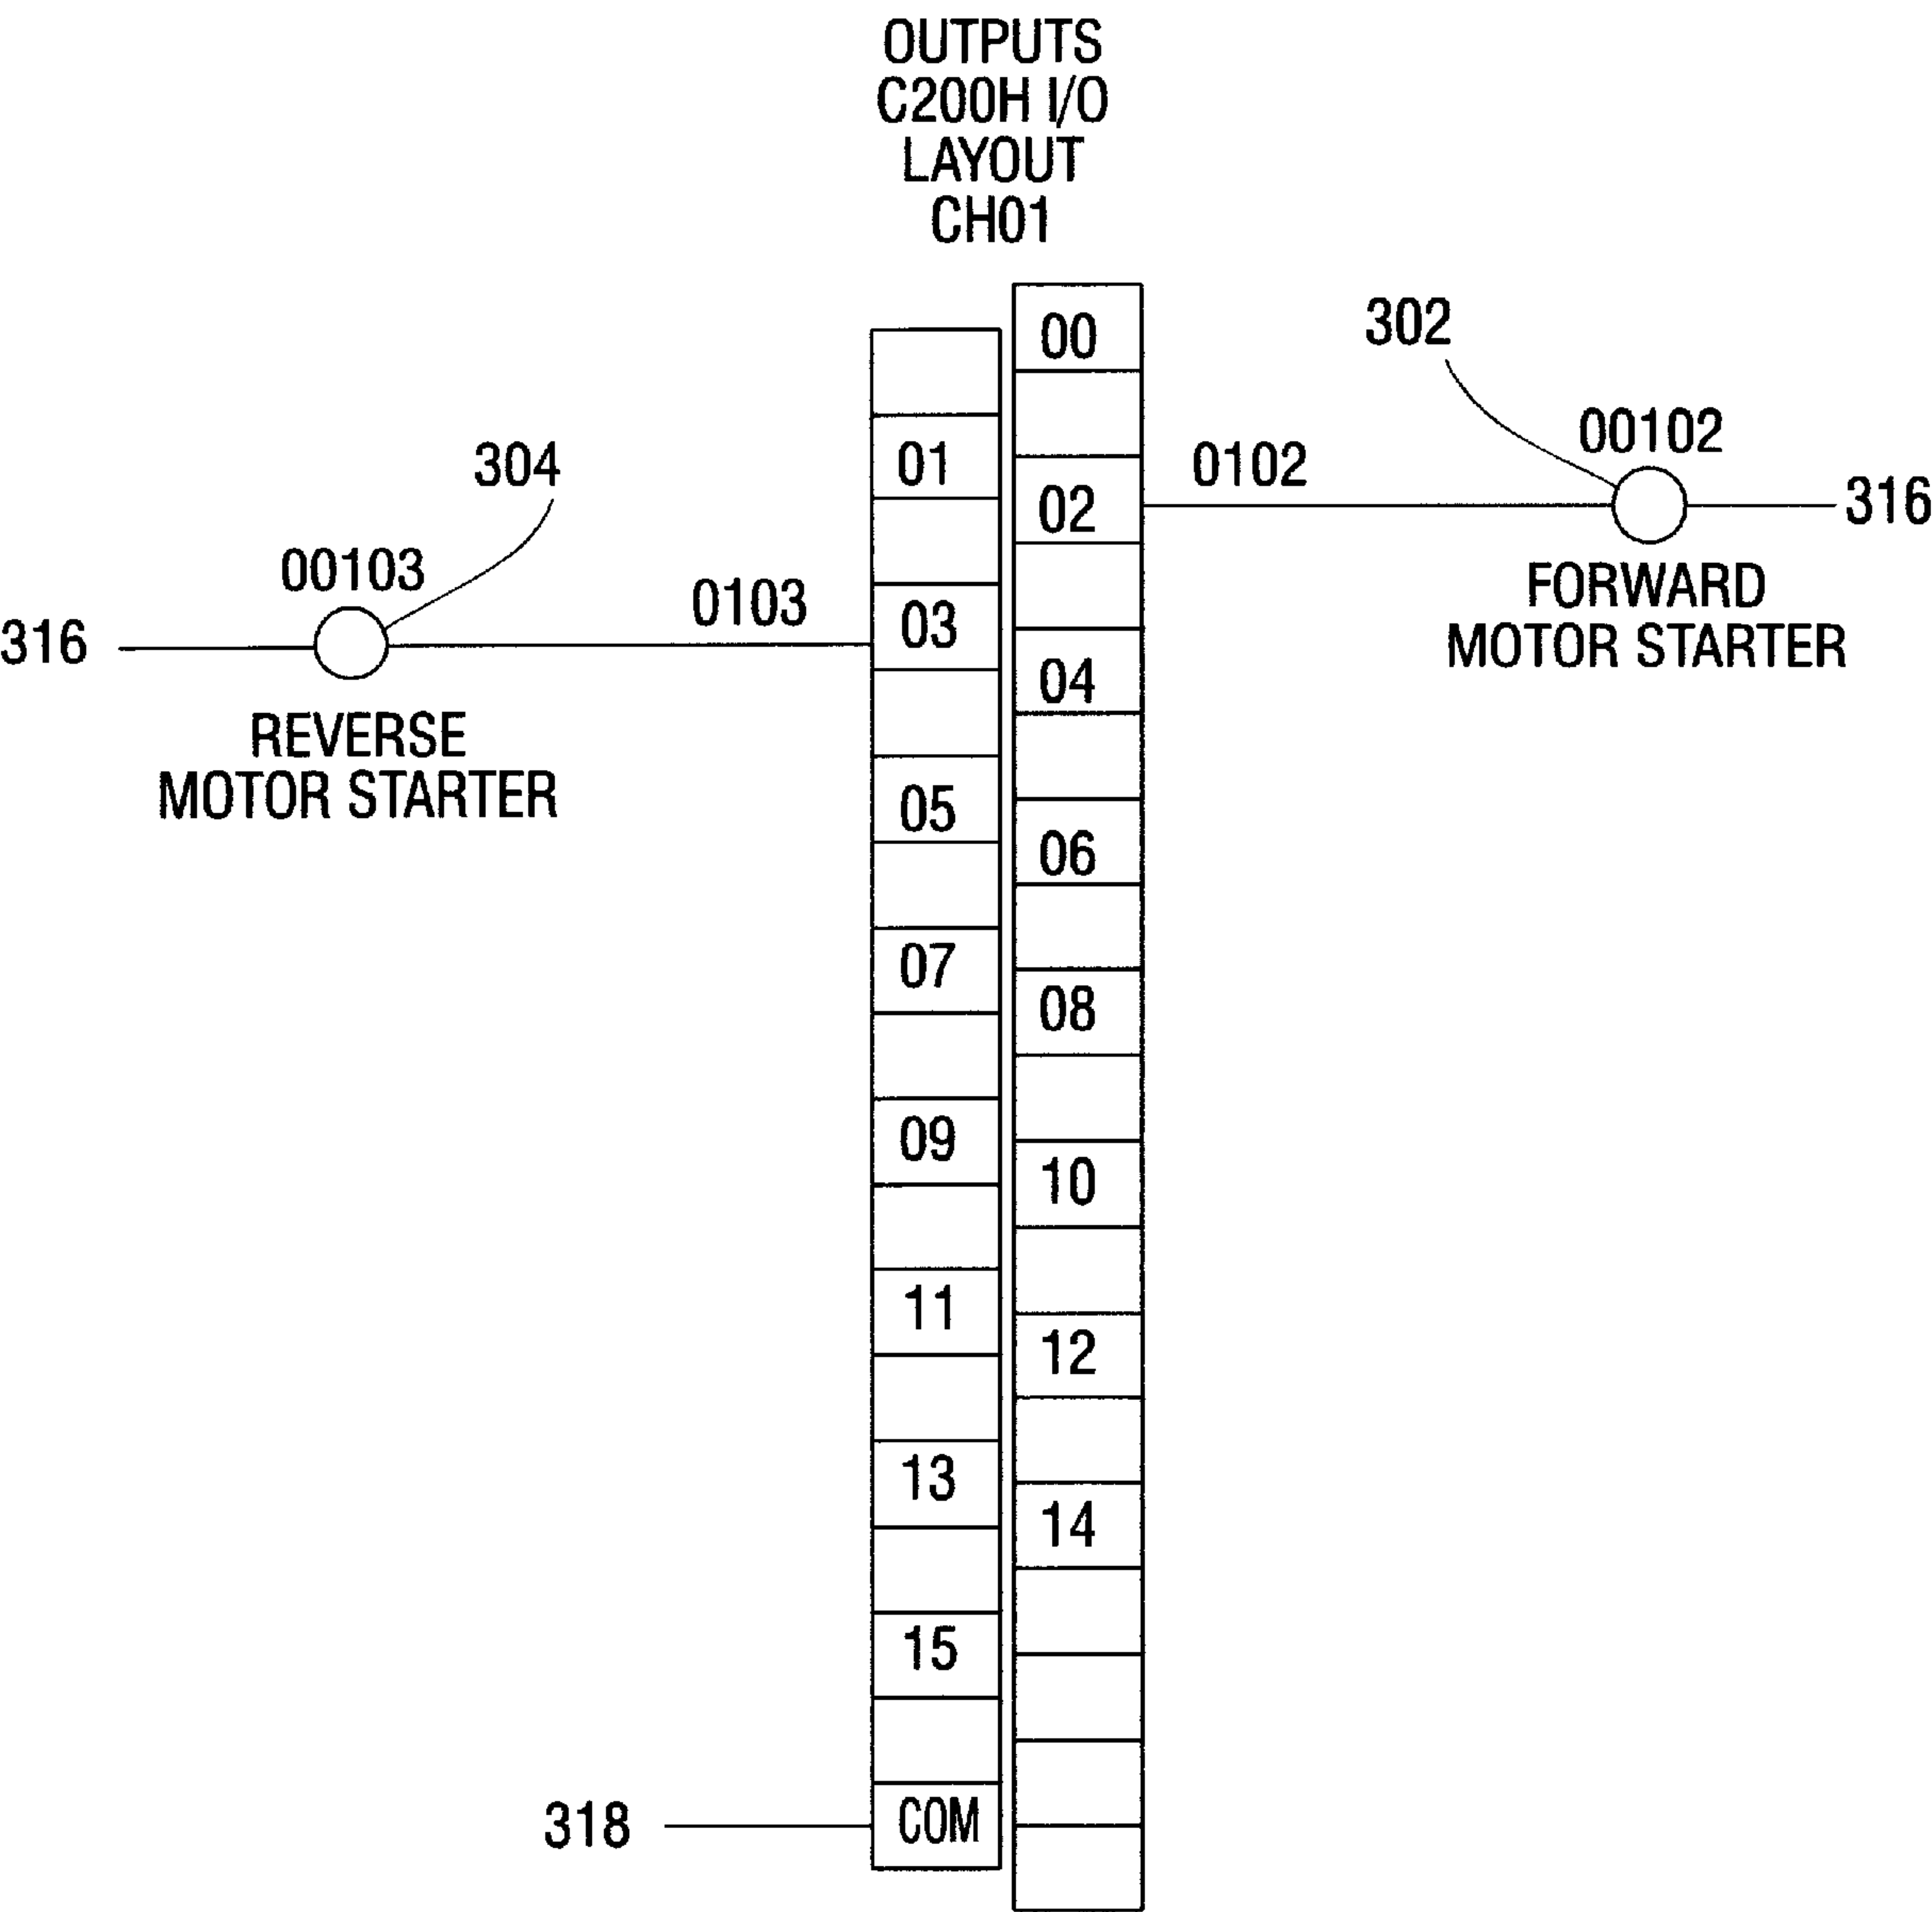 OUTPUTS
C200H I/O
LAYOUT
CH01
00
302
00102
01
304
0102
02
316
00103
0103
03
FORWARD
MOTOR STARTER
316
04
REVERSE
MOTOR STARTER
05
06
07
08
09
10
11
12
13
14
15
318
COM